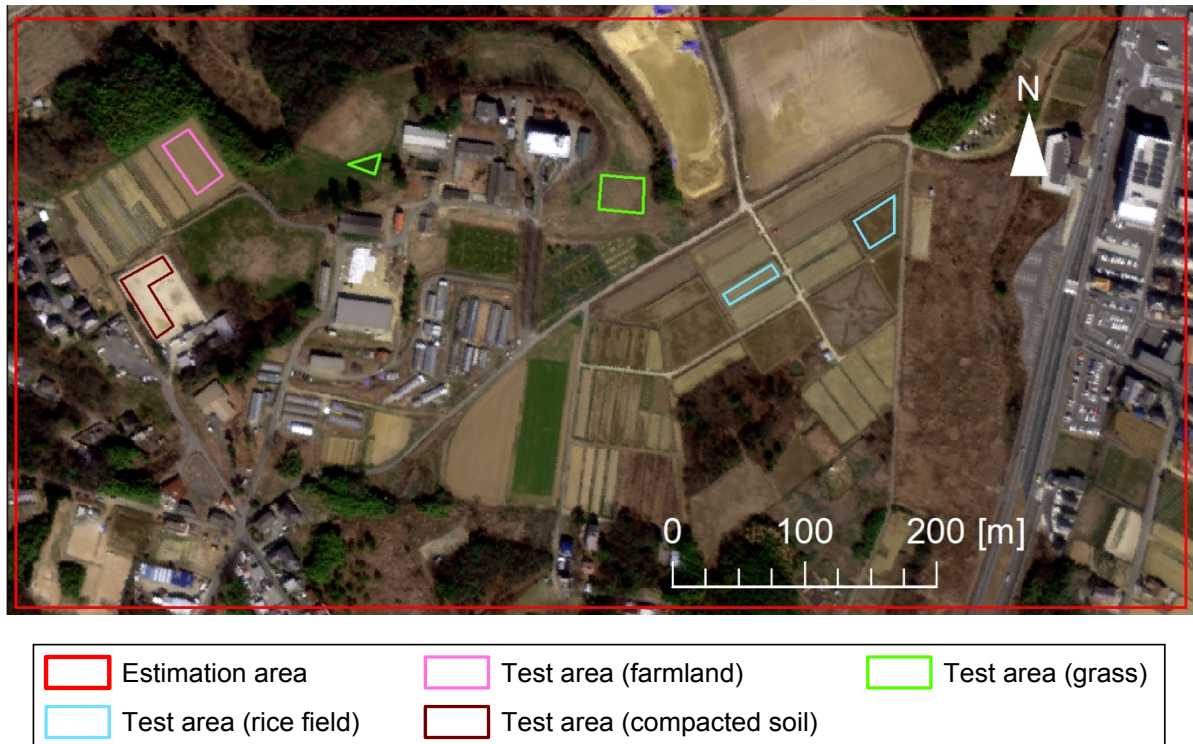 N
0 100 200 [m]
Estimation area
Test area (farmland)
Test area (grass)
Test area (rice field)
Test area (compacted soil)